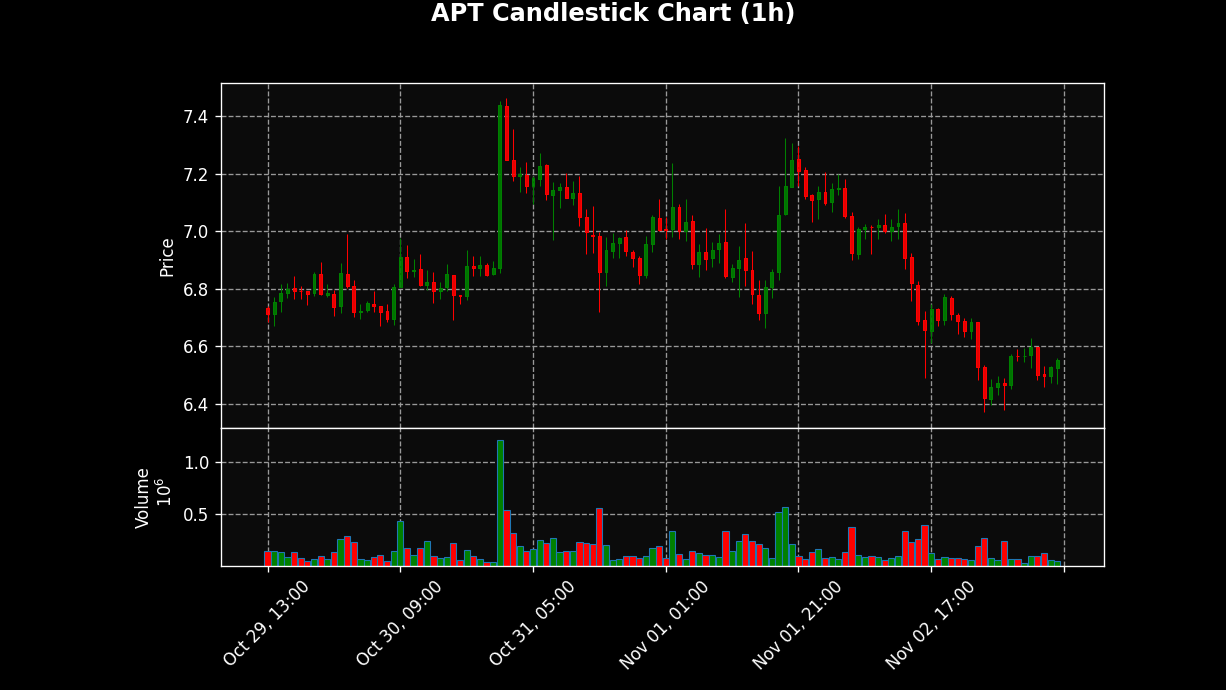 APT Candlestick Chart (1h)
Price
7.4
7.2
7.0
6.8
6.6
6.4
Volume
10⁶
1.0
0.5
Oct 29, 13:00
Oct 30, 09:00
Oct 31, 05:00
Nov 01, 01:00
Nov 01, 21:00
Nov 02, 17:00